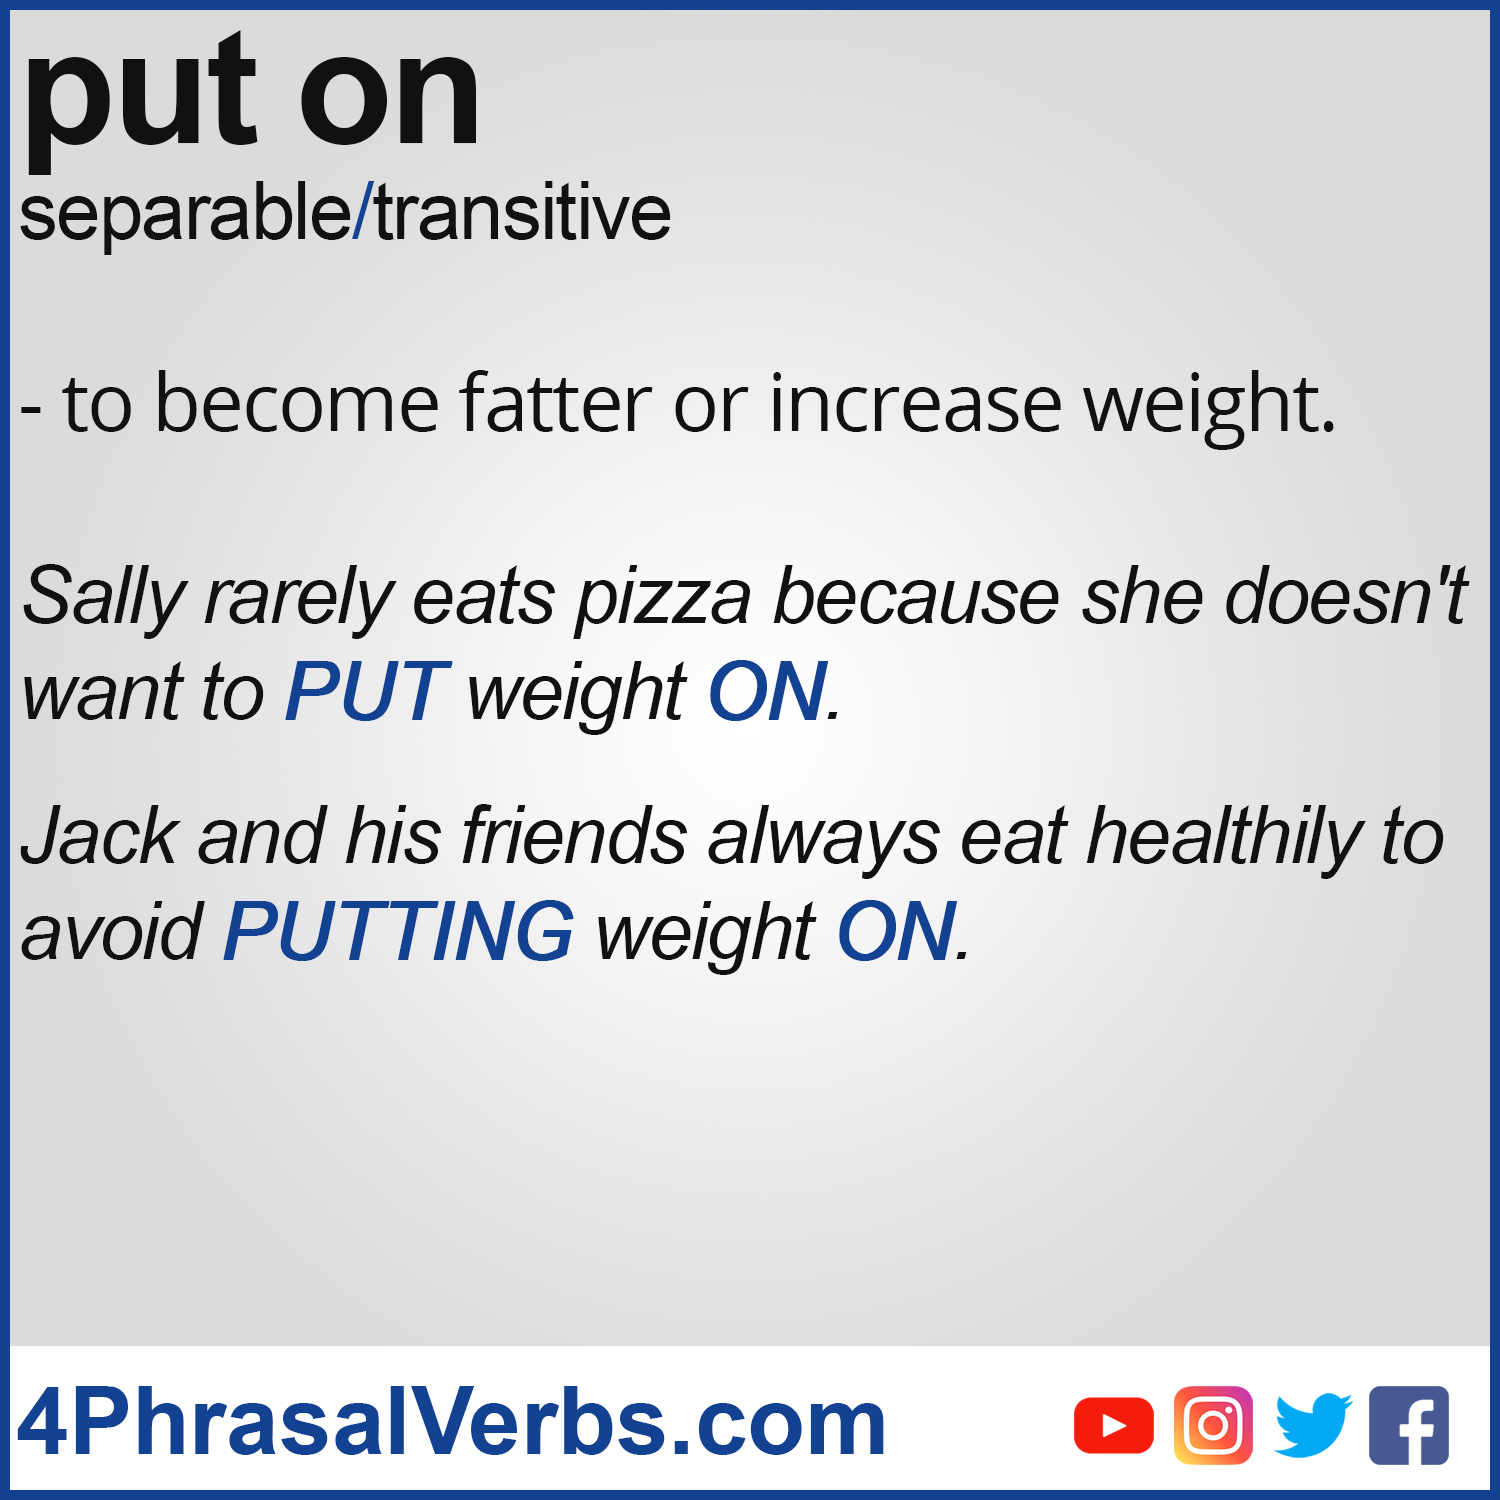 put on
separable/transitive
- to become fatter or increase weight.
Sally rarely eats pizza because she doesn't
want to PUT weight ON.
Jack and his friends always eat healthily to
avoid PUTTING weight ON.
4PhrasalVerbs.com